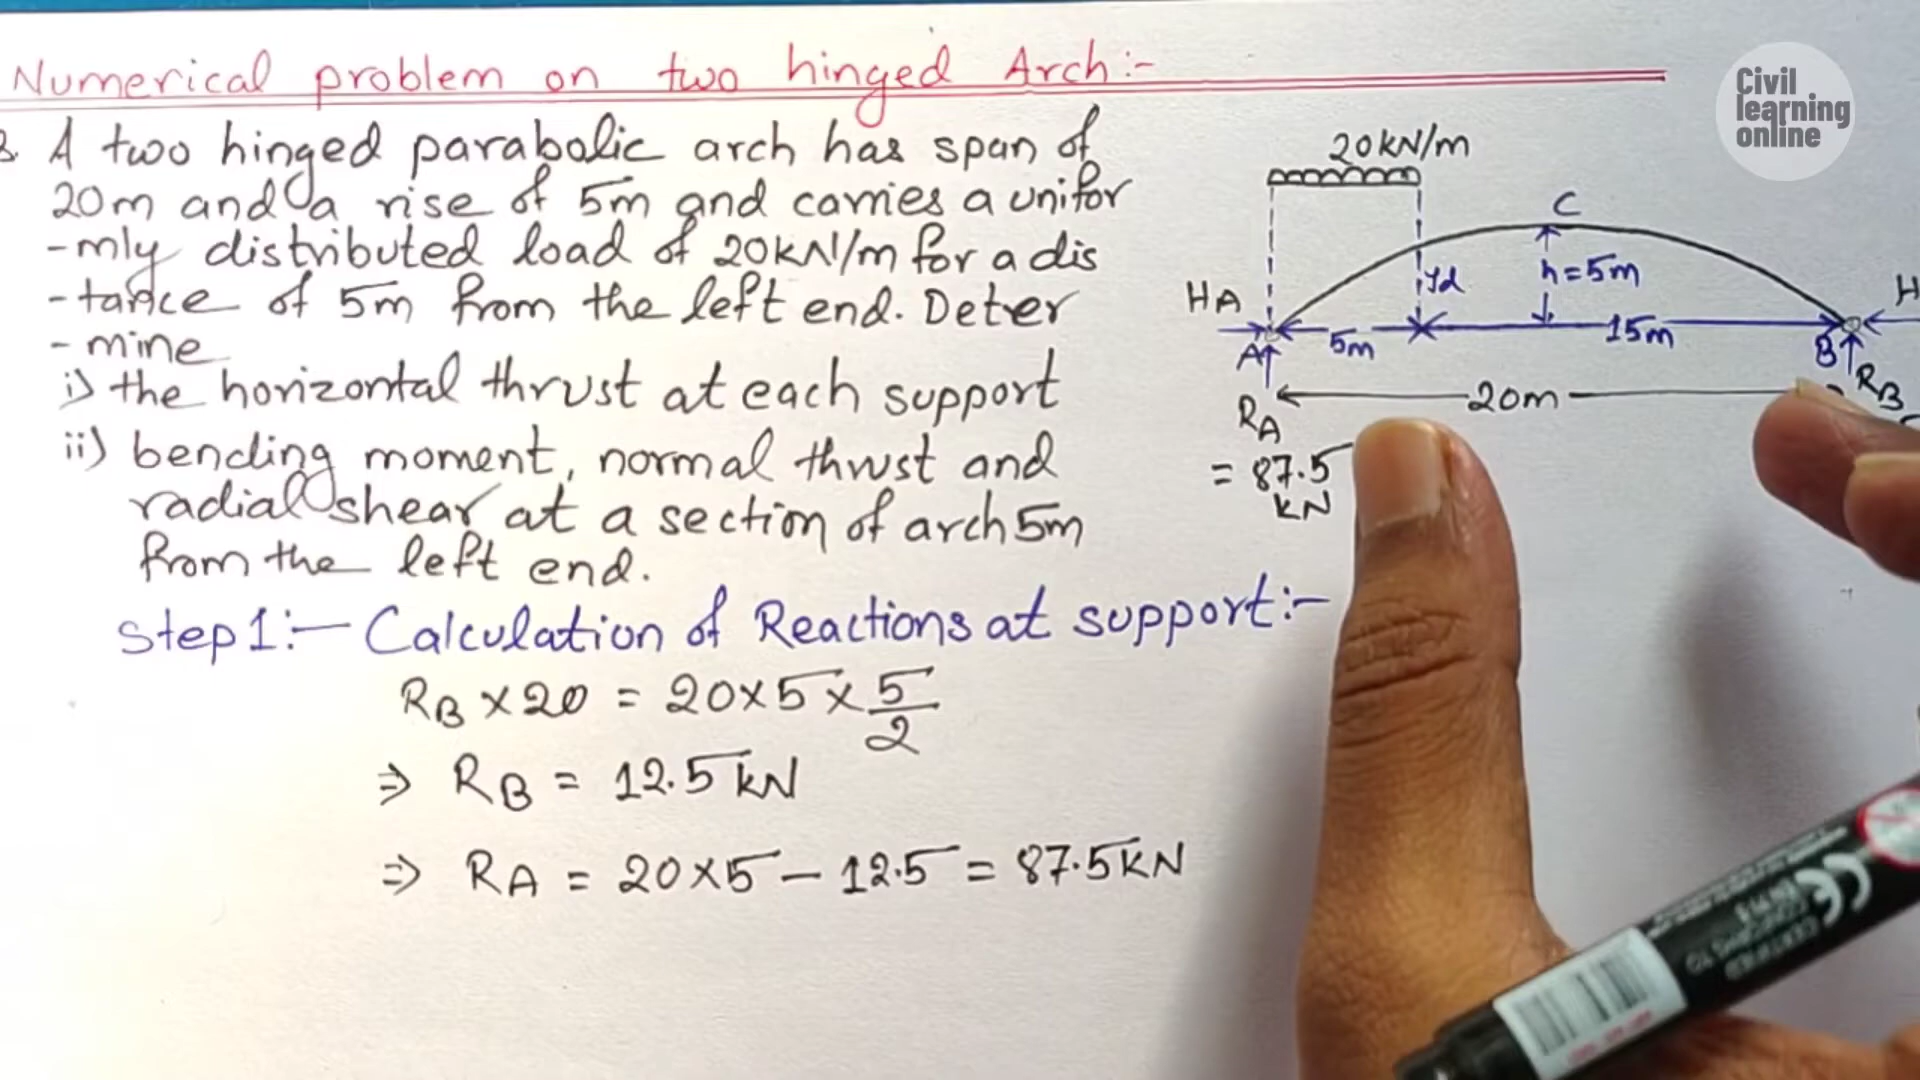 Numerical problem on two hinged Arch:-
A two hinged parabolic arch has span of
20m and a rise of 5m and carries a unifor
-mly distributed load of 20kN/m for a dis
-tance of 5m from the left end. Deter
-mine
i) the horizontal thrust at each support
ii) bending moment, normal thrust and
radial shear at a section of arch 5m
from the left end.
Step 1:- Calculation of Reactions at support:-
RB × 20 = 20×5×5/2
⇒ RB = 12.5 kN
⇒ RA = 20×5 - 12.5 = 87.5KN
Civil
learning
online
20kN/m
C
yd
h=5m
HA
H
A
5m
15m
B
RA
20m
RB
= 87.5
kN
CE